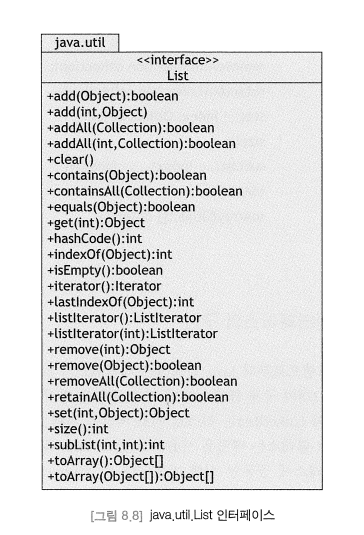 java.util
<<interface>>
List
+add(Object):boolean
+add(int,Object)
+addAll(Collection):boolean
+addAll(int,Collection):boolean
+clear()
+contains(Object):boolean
+containsAll(Collection):boolean
+equals(Object):boolean
+get(int):Object
+hashCode():int
+indexOf(Object):int
+isEmpty():boolean
+iterator():Iterator
+lastIndexOf(Object):int
+listIterator():ListIterator
+listIterator(int):ListIterator
+remove(int):Object
+remove(Object):boolean
+removeAll(Collection):boolean
+retainAll(Collection):boolean
+set(int,Object):Object
+size():int
+subList(int,int):int
+toArray():Object[]
+toArray(Object[]):Object[]
[그림 8.8] java.util.List 인터페이스